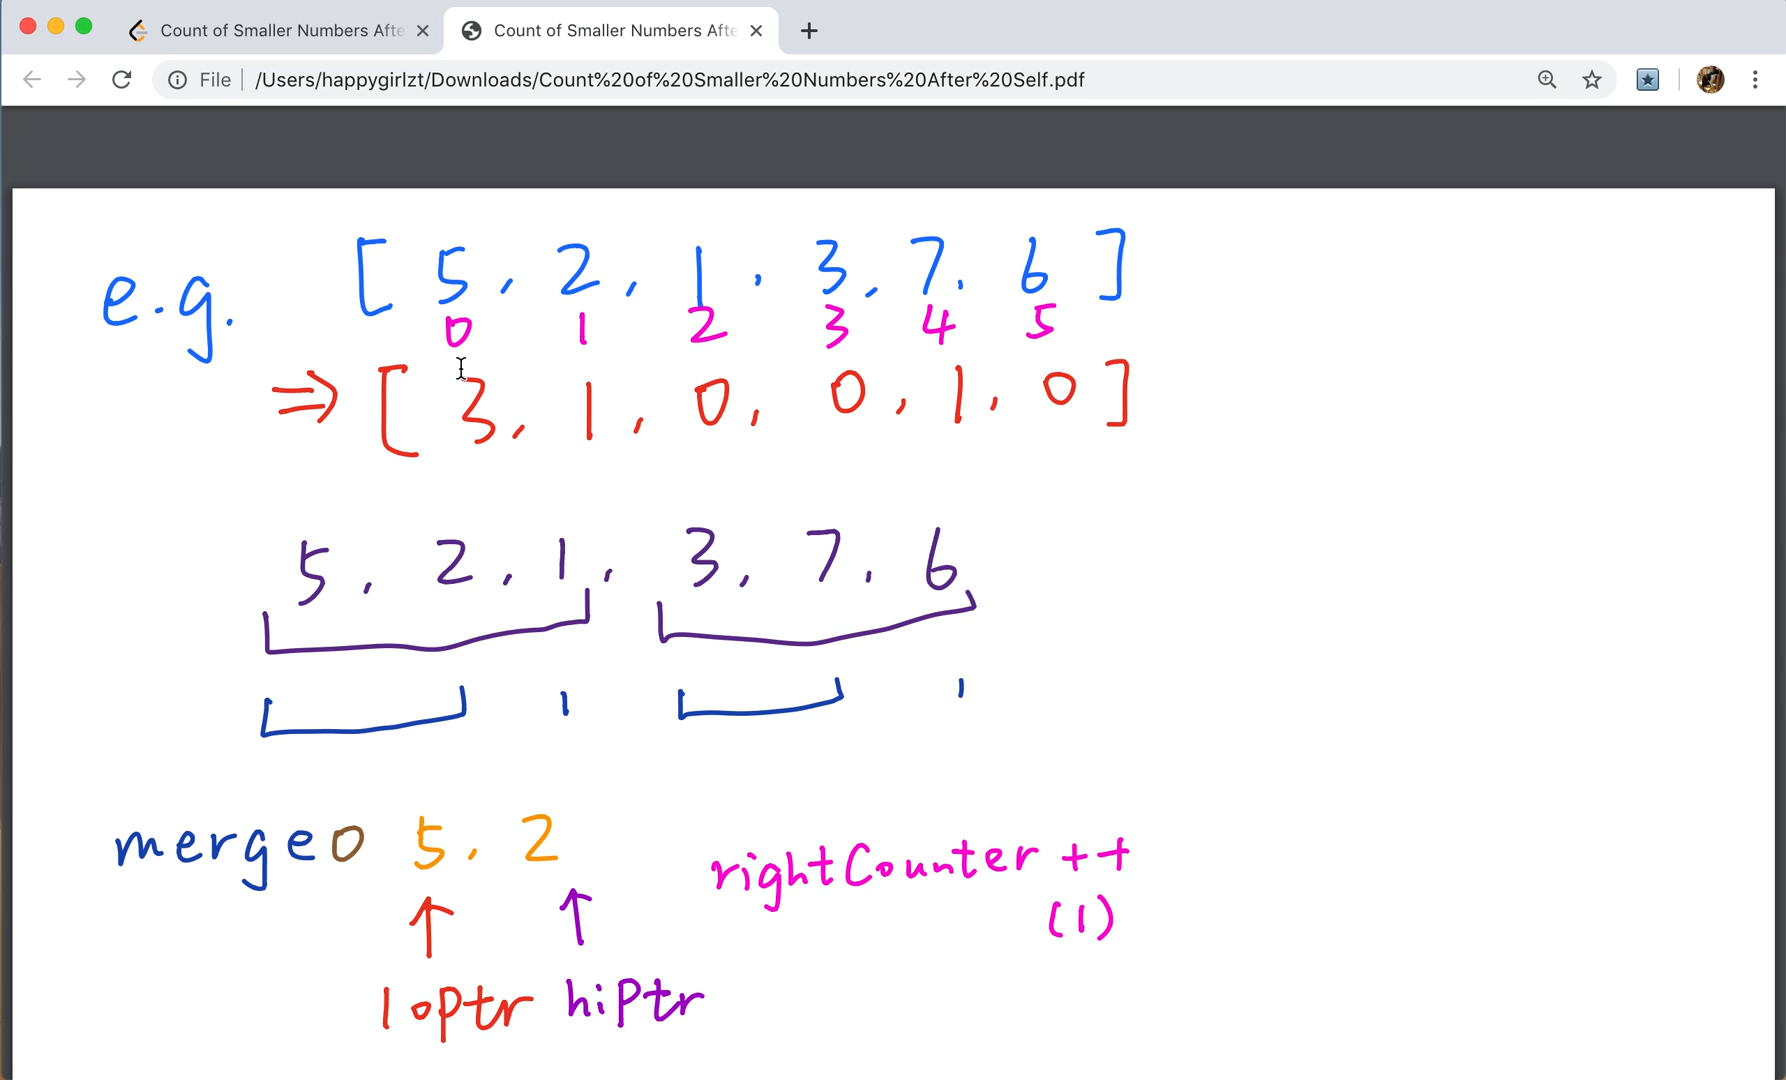 Count of Smaller Numbers Afte
Count of Smaller Numbers Afte
File | /Users/happygirlzt/Downloads/Count%20of%20Smaller%20Numbers%20After%20Self.pdf
e.g. [ 5, 2, 1, 3, 7, 6 ]
0 1 2 3 4 5
⇒ [ 3, 1, 0, 0, 1, 0 ]
5, 2, 1, 3, 7, 6
merge 0 5, 2
rightCounter ++
(1)
loPtr hiPtr